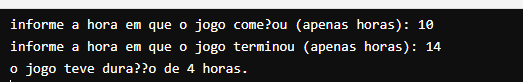 informe a hora em que o jogo come?ou (apenas horas): 10
informe a hora em que o jogo terminou (apenas horas): 14
o jogo teve dura??o de 4 horas.